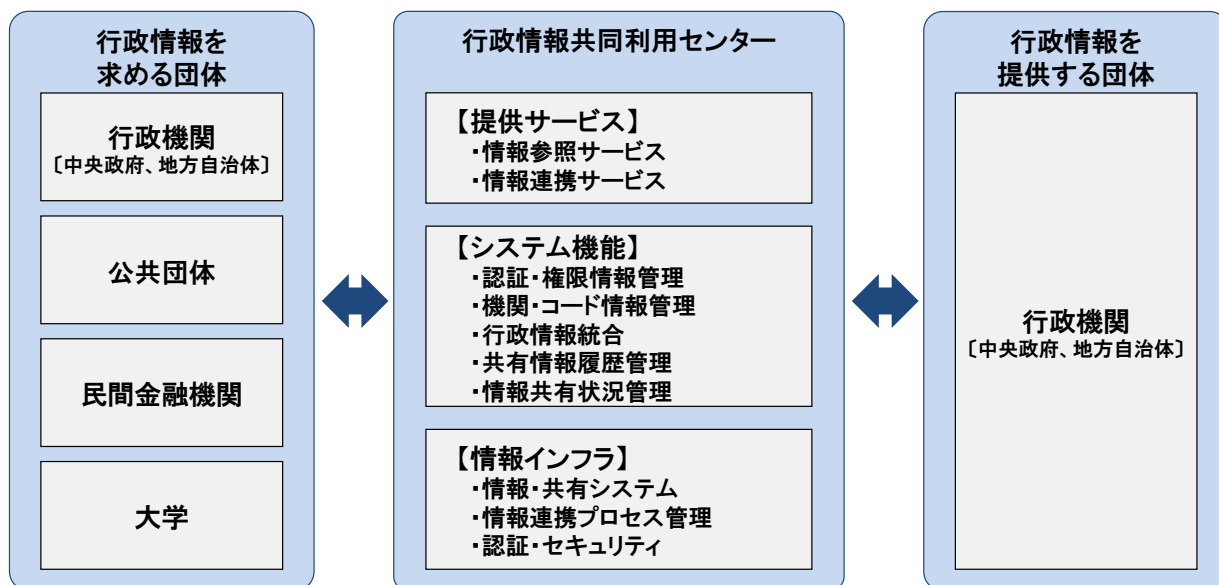 行政情報を
求める団体
行政機関
〔中央政府、地方自治体〕
公共団体
民間金融機関
大学
行政情報共同利用センター
【提供サービス】
・情報参照サービス
・情報連携サービス
【システム機能】
・認証・権限情報管理
・機関・コード情報管理
・行政情報統合
・共有情報履歴管理
・情報共有状況管理
【情報インフラ】
・情報・共有システム
・情報連携プロセス管理
・認証・セキュリティ
行政情報を
提供する団体
行政機関
〔中央政府、地方自治体〕